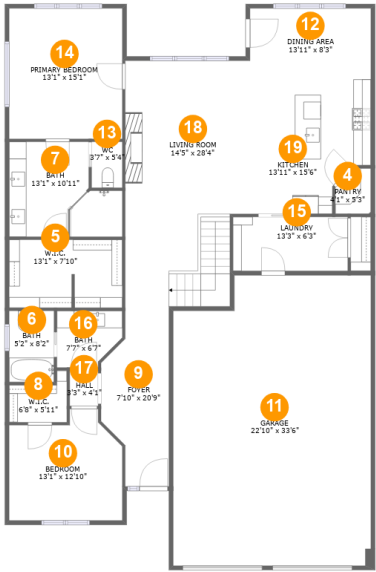 12
DINING AREA
13'11" x 8'3"
14
PRIMARY BEDROOM
13'1" x 15'1"
13
WC
3'7" x 5'4"
18
LIVING ROOM
14'5" x 28'4"
19
KITCHEN
13'11" x 15'6"
7
BATH
13'1" x 10'11"
4
PANTRY
4'1" x 5'3"
15
LAUNDRY
13'3" x 6'3"
5
W.I.C.
13'1" x 7'10"
6
BATH
5'2" x 8'2"
16
BATH
7'7" x 6'7"
17
HALL
3'3" x 4'1"
9
FOYER
7'10" x 20'9"
8
W.I.C.
6'8" x 5'11"
11
GARAGE
22'10" x 33'6"
10
BEDROOM
13'1" x 12'10"